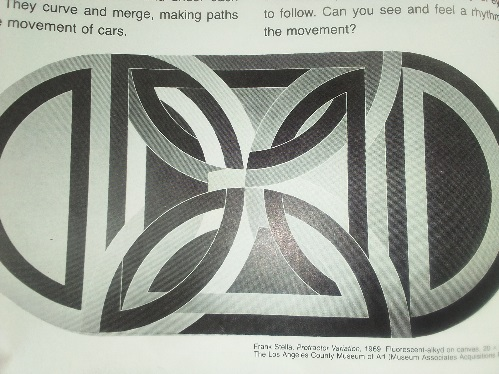 They curve and merge, making paths
movement of cars.
to follow. Can you see and feel a rhythm
the movement?
Frank Stella, Protractor Variation, 1969. Fluorescent alkyd on canvas,
The Los Angeles County Museum of Art (Museum Associates Acquisitions